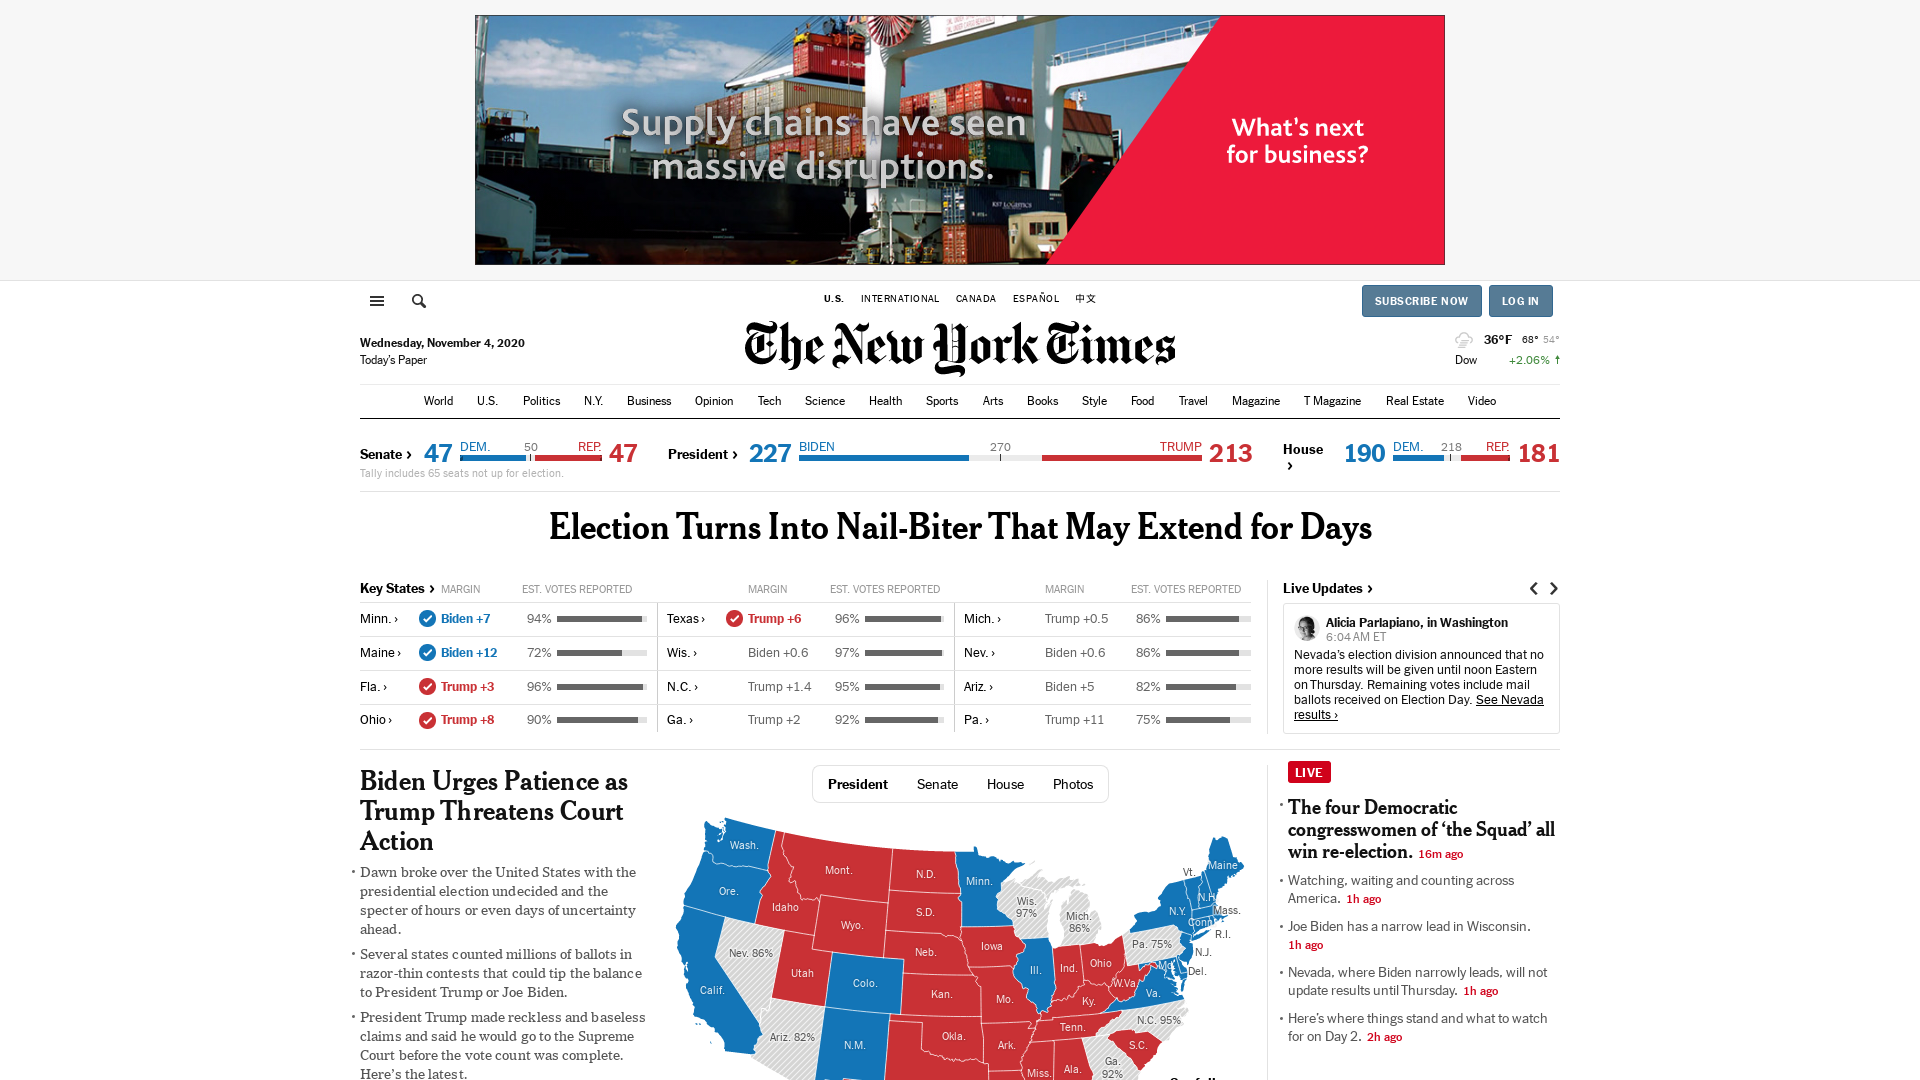 Supply chains have seen
massive disruptions.
What's next
for business?
U.S. INTERNATIONAL CANADA ESPAÑOL 中文
SUBSCRIBE NOW LOG IN
Wednesday, November 4, 2020
Today's Paper
The New York Times
36°F 68° 54°
Dow +2.06% ↑
World U.S. Politics N.Y. Business Opinion Tech Science Health Sports Arts Books Style Food Travel Magazine T Magazine Real Estate Video
Senate › 47 DEM. 50 REP. 47
Tally includes 65 seats not up for election.
President › 227 BIDEN 270 TRUMP 213
House › 190 DEM. 218 REP. 181
Election Turns Into Nail-Biter That May Extend for Days
Key States › MARGIN EST. VOTES REPORTED MARGIN EST. VOTES REPORTED MARGIN EST. VOTES REPORTED
Minn. › Biden +7 94% Texas › Trump +6 96% Mich. › Trump +0.5 86%
Maine › Biden +12 72% Wis. › Biden +0.6 97% Nev. › Biden +0.6 86%
Fla. › Trump +3 96% N.C. › Trump +1.4 95% Ariz. › Biden +5 82%
Ohio › Trump +8 90% Ga. › Trump +2 92% Pa. › Trump +11 75%
Live Updates ›
Alicia Parlapiano, in Washington
6:04 AM ET
Nevada's election division announced that no
more results will be given until noon Eastern
on Thursday. Remaining votes include mail
ballots received on Election Day. See Nevada
results ›
Biden Urges Patience as
Trump Threatens Court
Action
• Dawn broke over the United States with the
presidential election undecided and the
specter of hours or even days of uncertainty
ahead.
• Several states counted millions of ballots in
razor-thin contests that could tip the balance
to President Trump or Joe Biden.
• President Trump made reckless and baseless
claims and said he would go to the Supreme
Court before the vote count was complete.
Here's the latest.
President Senate House Photos
Wash.
Mont.
N.D.
Minn.
Vt.
Maine
Ore.
Idaho
S.D.
Wis.
97%
N.H.
Wyo.
Mich.
86%
N.Y.
Mass.
Conn.
R.I.
Nev. 86%
Neb.
Iowa
Pa. 75%
N.J.
Utah
Colo.
Ill.
Ind.
Ohio
Md.
Del.
Calif.
Kan.
Mo.
W.Va.
Va.
Ky.
Ariz. 82%
N.M.
Okla.
Ark.
Tenn.
N.C. 95%
S.C.
Miss.
Ala.
Ga.
92%
LIVE
• The four Democratic
congresswomen of ‘the Squad’ all
win re-election. 16m ago
• Watching, waiting and counting across
America. 1h ago
• Joe Biden has a narrow lead in Wisconsin.
1h ago
• Nevada, where Biden narrowly leads, will not
update results until Thursday. 1h ago
• Here's where things stand and what to watch
for on Day 2. 2h ago